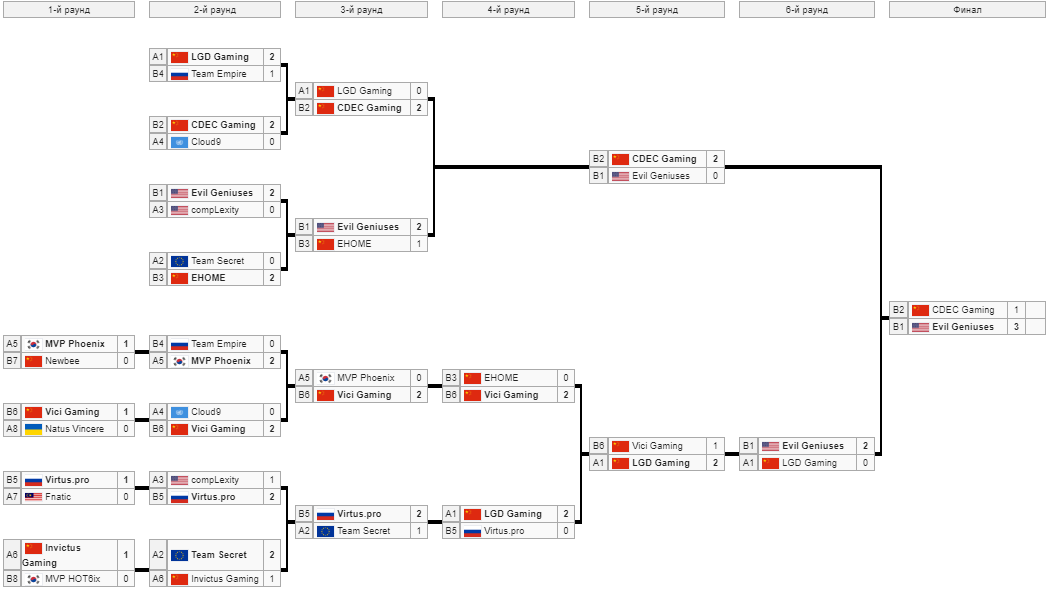 1-й раунд 2-й раунд 3-й раунд 4-й раунд 5-й раунд 6-й раунд Финал
A1 LGD Gaming 2
B4 Team Empire 1
A1 LGD Gaming 0
B2 CDEC Gaming 2
B2 CDEC Gaming 2
A4 Cloud9 0
B2 CDEC Gaming 2
B1 Evil Geniuses 0
B1 Evil Geniuses 2
A3 compLexity 0
B1 Evil Geniuses 2
B3 EHOME 1
A2 Team Secret 0
B3 EHOME 2
B2 CDEC Gaming 1
B1 Evil Geniuses 3
A5 MVP Phoenix 1
B7 Newbee 0
B4 Team Empire 0
A5 MVP Phoenix 2
A5 MVP Phoenix 0
B6 Vici Gaming 2
B3 EHOME 0
B6 Vici Gaming 2
B6 Vici Gaming 1
A8 Natus Vincere 0
A4 Cloud9 0
B6 Vici Gaming 2
B6 Vici Gaming 1
A1 LGD Gaming 2
B1 Evil Geniuses 2
A1 LGD Gaming 0
B5 Virtus.pro 1
A7 Fnatic 0
A3 compLexity 1
B5 Virtus.pro 2
B5 Virtus.pro 2
A2 Team Secret 1
A1 LGD Gaming 2
B5 Virtus.pro 0
A6 Invictus
Gaming 1
B8 MVP HOT6ix 0
A2 Team Secret 2
A6 Invictus Gaming 1